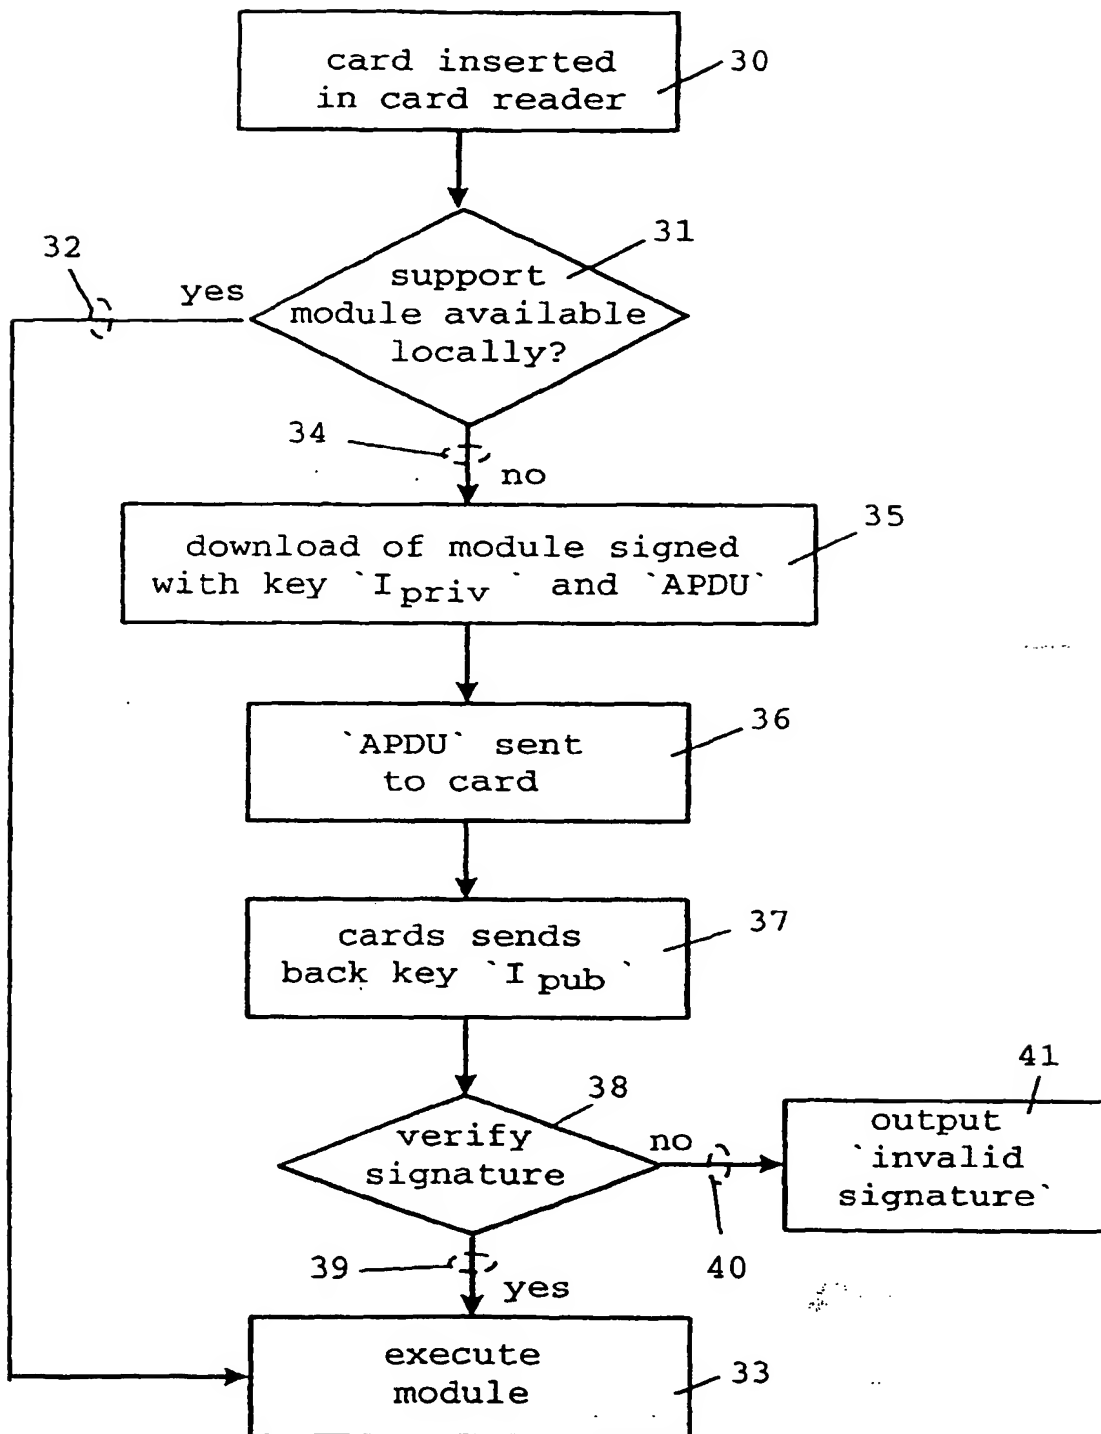 card inserted
in card reader
30
31
32
yes
support
module available
locally?
34
no
35
download of module signed
with key `I priv ` and `APDU`
36
`APDU` sent
to card
37
cards sends
back key `I pub `
38
verify
signature
no
40
41
output
`invalid
signature`
39
yes
execute
module
33